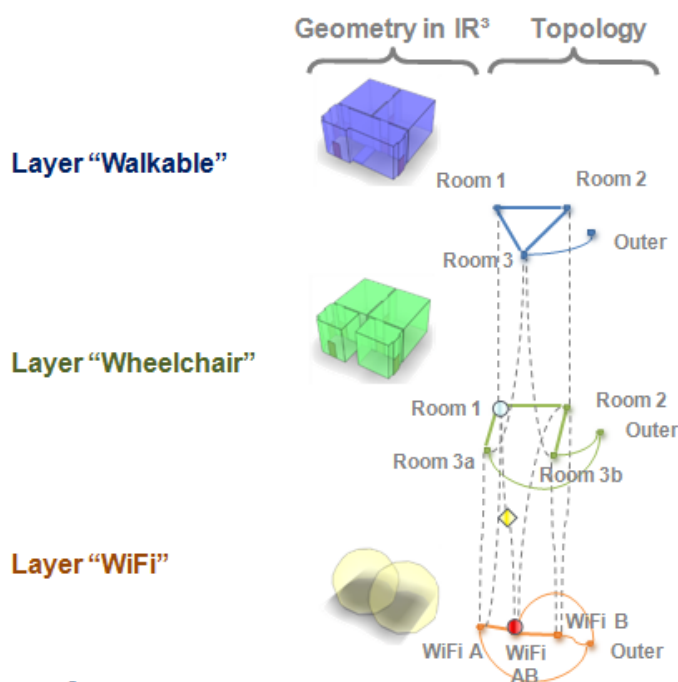 Geometry in IR³ Topology
Layer “Walkable”
Room 1
Room 2
Room 3
Outer
Layer “Wheelchair”
Room 1
Room 2
Outer
Room 3a
Room 3b
Layer “WiFi”
WiFi A
WiFi
AB
WiFi B
Outer